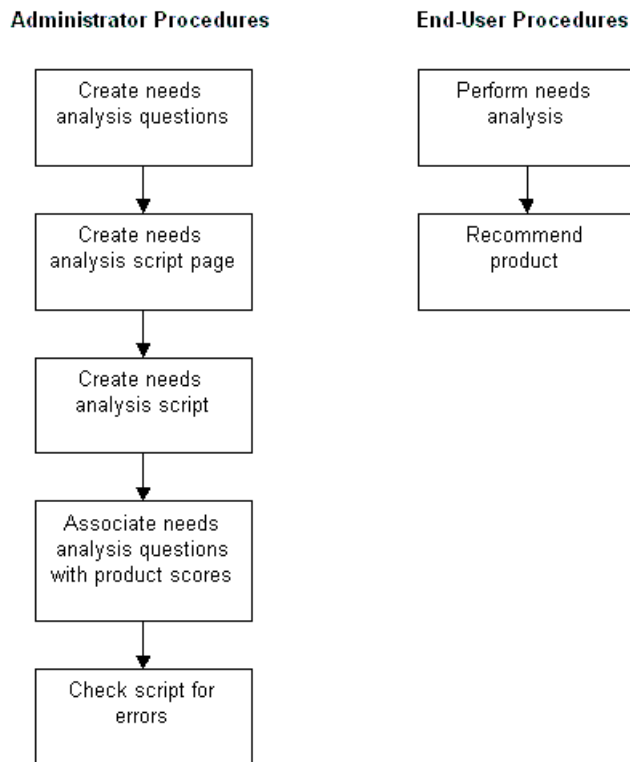 Administrator Procedures
Create needs
analysis questions
Create needs
analysis script page
Create needs
analysis script
Associate needs
analysis questions
with product scores
Check script for
errors
End-User Procedures
Perform needs
analysis
Recommend
product